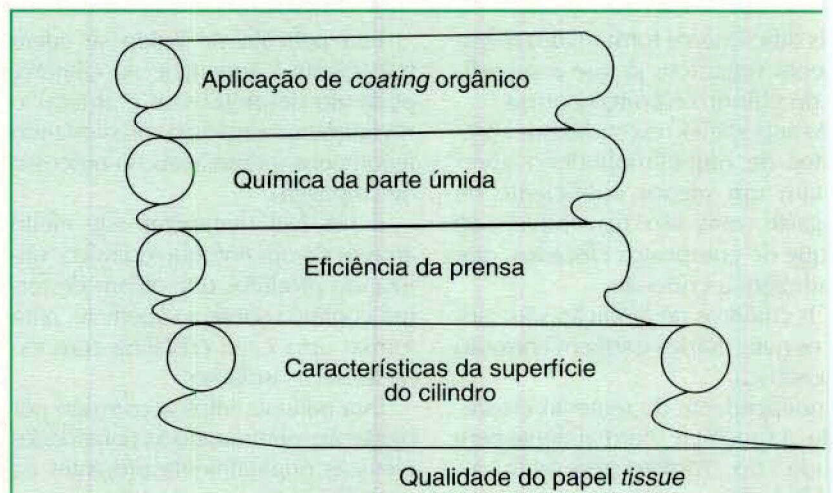 Aplicação de coating orgânico
Química da parte úmida
Eficiência da prensa
Características da superfície
do cilindro
Qualidade do papel tissue